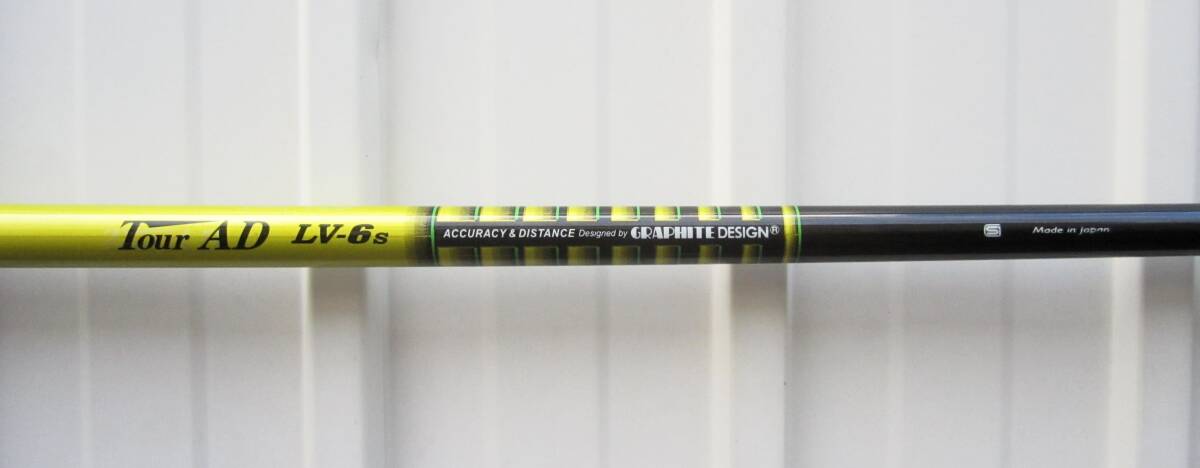 Tour AD LV-6s ACCURACY & DISTANCE Designed by GRAPHITE DESIGN® S Made in Japan